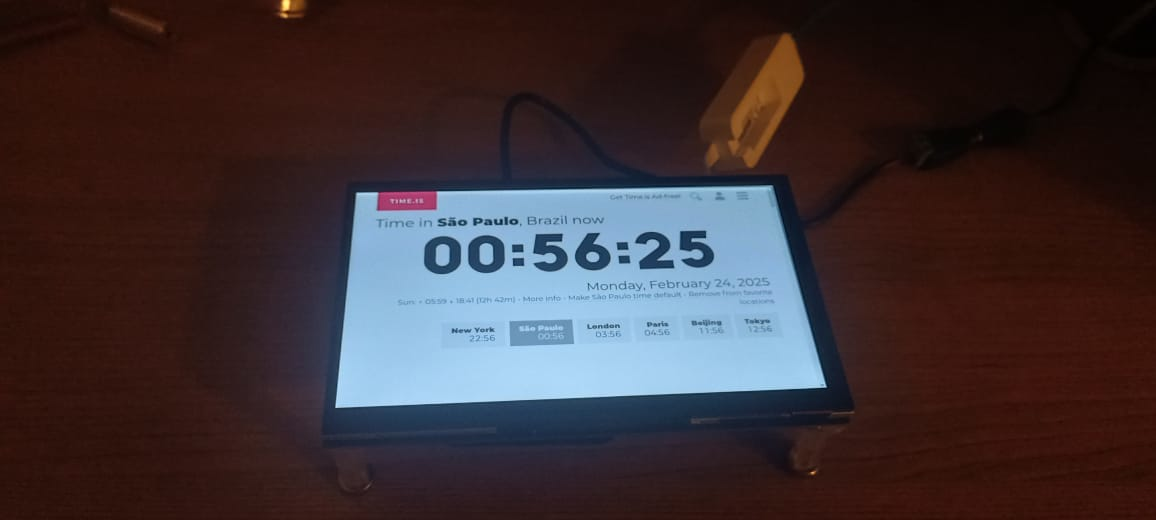 TIME.IS
Get Time.is Ad-free!
Time in São Paulo, Brazil now
00:56:25
Monday, February 24, 2025
Sun: ↑ 05:59 ↓ 18:41 (12h 42m) - More info - Make São Paulo time default - Remove from favorite
locations
New York São Paulo London Paris Beijing Tokyo
22:56 00:56 03:56 04:56 11:56 12:56